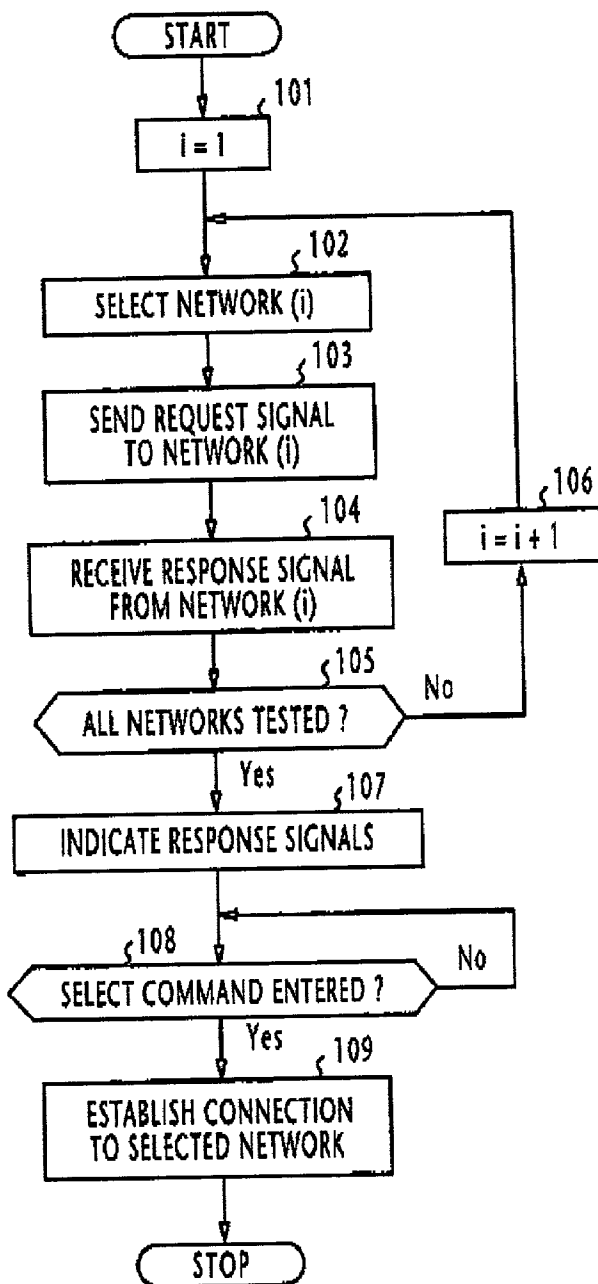 START
101
i = 1
102
SELECT NETWORK (i)
103
SEND REQUEST SIGNAL
TO NETWORK (i)
104
106
i = i + 1
RECEIVE RESPONSE SIGNAL
FROM NETWORK (i)
105
No
ALL NETWORKS TESTED ?
Yes
107
INDICATE RESPONSE SIGNALS
108
No
SELECT COMMAND ENTERED ?
Yes
109
ESTABLISH CONNECTION
TO SELECTED NETWORK
STOP